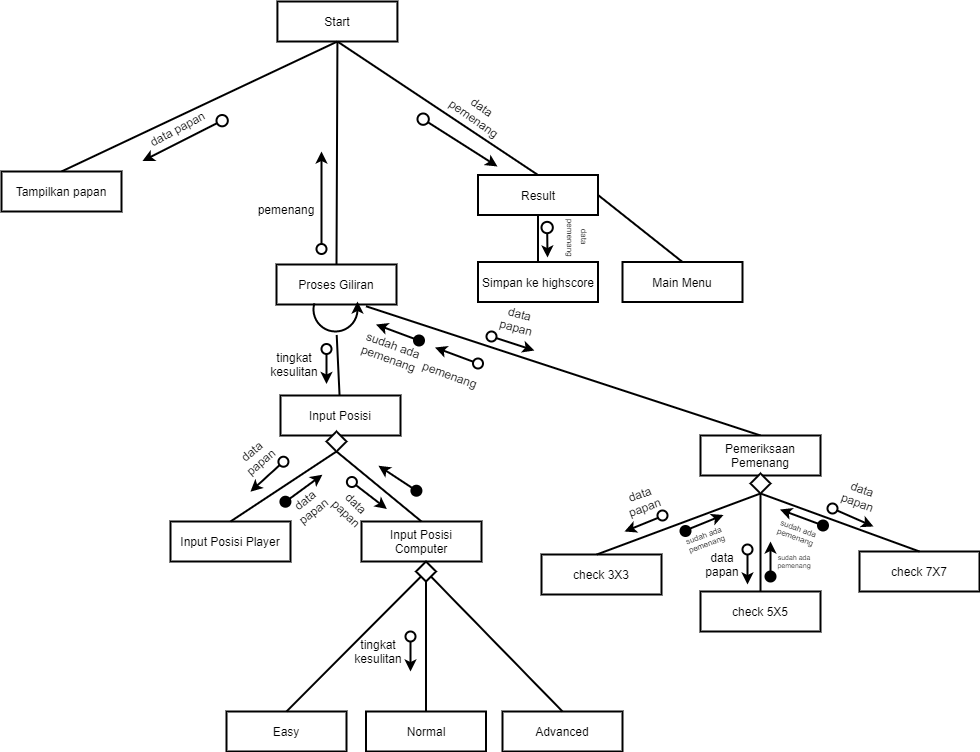 Start
data papan
data
pemenang
Tampilkan papan
Result
pemenang
data
pemenang
Proses Giliran
Simpan ke highscore
Main Menu
data
papan
sudah ada
pemenang
pemenang
tingkat
kesulitan
Input Posisi
Pemeriksaan
Pemenang
data
papan
data
papan
data
papan
data
papan
sudah ada
pemenang
data
papan
sudah ada
pemenang
sudah ada
pemenang
data
papan
Input Posisi Player
Input Posisi
Computer
check 3X3
check 5X5
check 7X7
tingkat
kesulitan
Easy
Normal
Advanced